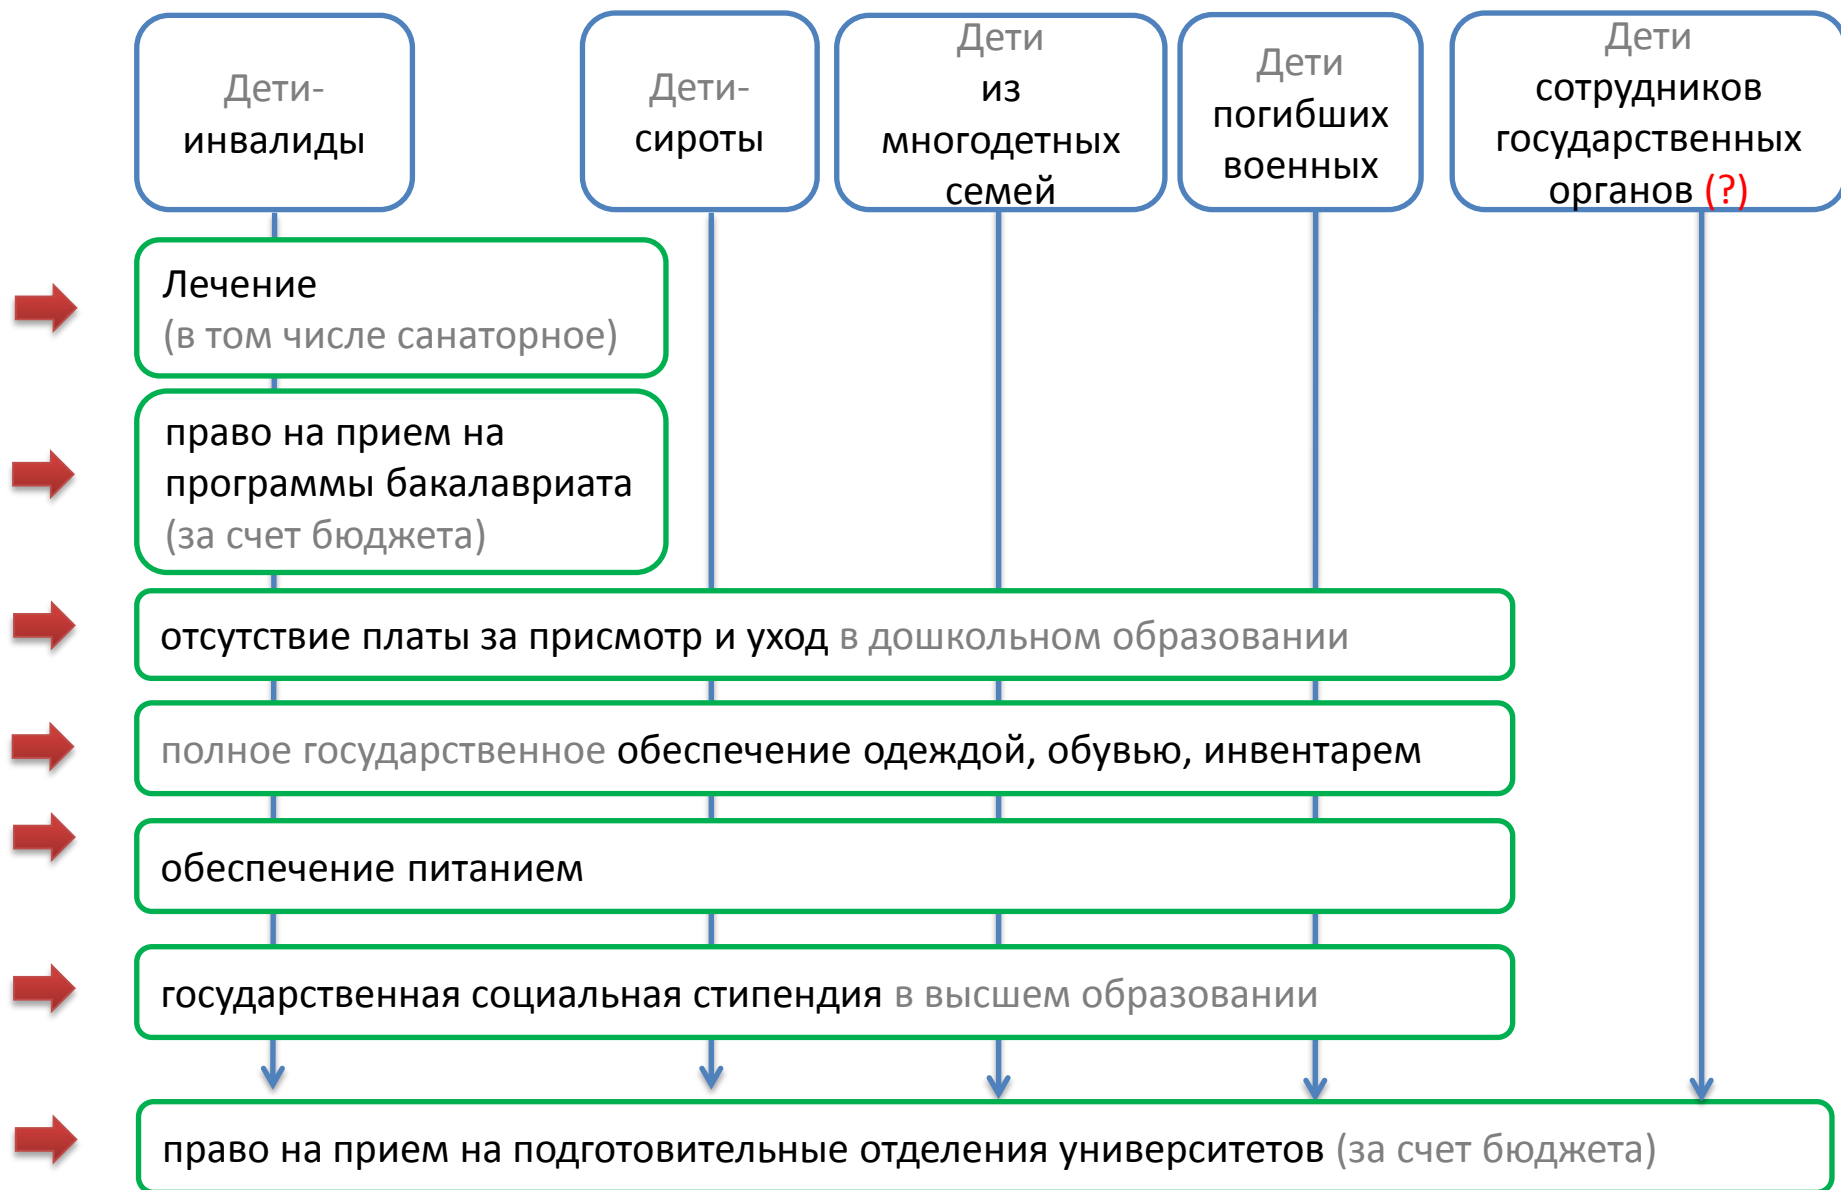 Дети-
инвалиды
Дети-
сироты
Дети
из
многодетных
семей
Дети
погибших
военных
Дети
сотрудников
государственных
органов (?)
Лечение
(в том числе санаторное)
право на прием на
программы бакалавриата
(за счет бюджета)
отсутствие платы за присмотр и уход в дошкольном образовании
полное государственное обеспечение одеждой, обувью, инвентарем
обеспечение питанием
государственная социальная стипендия в высшем образовании
право на прием на подготовительные отделения университетов (за счет бюджета)